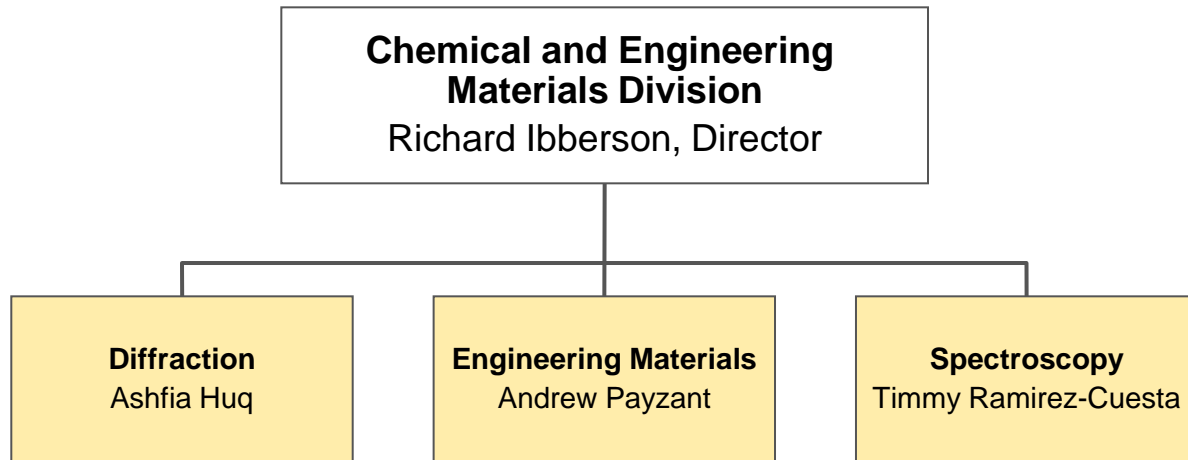 Chemical and Engineering
Materials Division
Richard Ibberson, Director
Diffraction
Ashfia Huq
Engineering Materials
Andrew Payzant
Spectroscopy
Timmy Ramirez-Cuesta